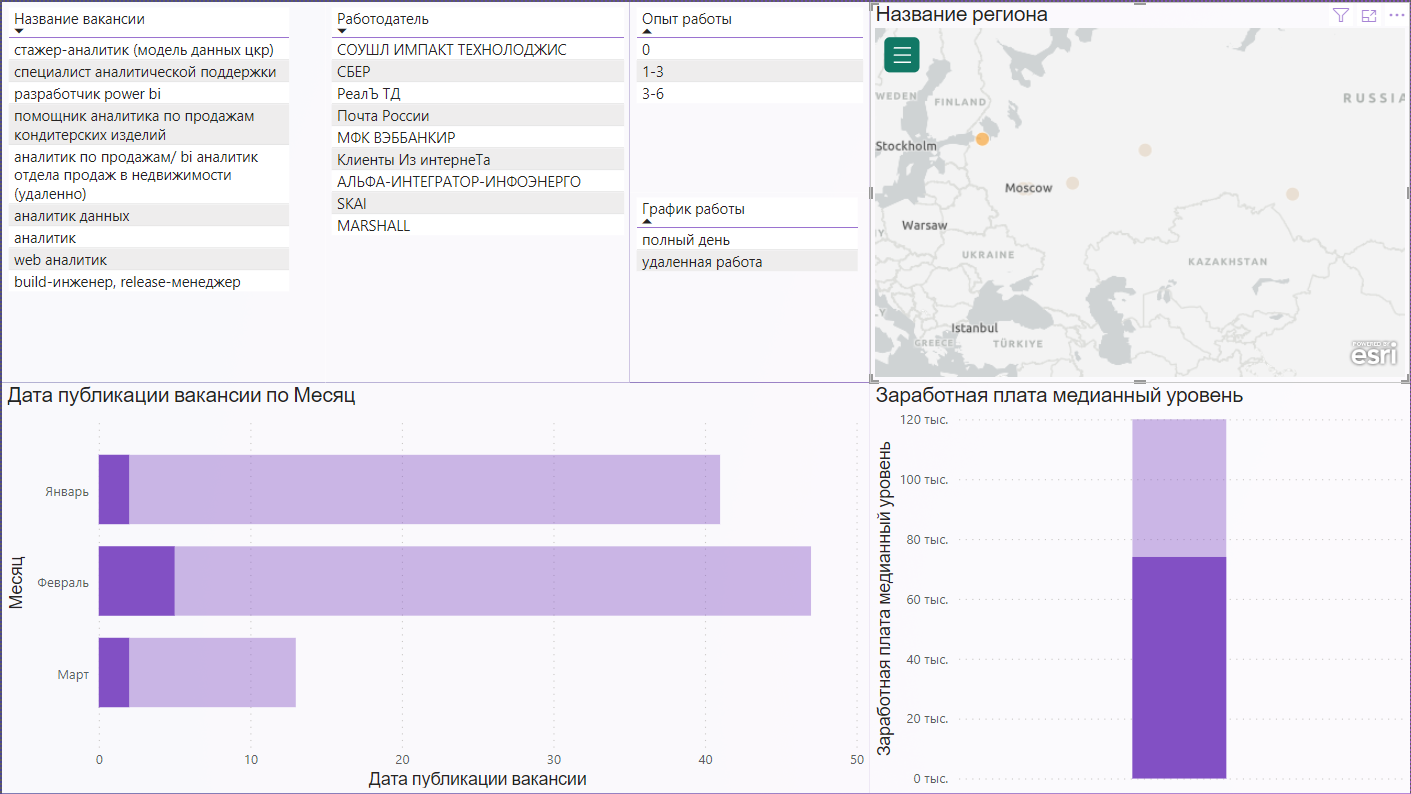 Название вакансии
стажер-аналитик (модель данных цкр)
специалист аналитической поддержки
разработчик power bi
помощник аналитика по продажам
кондитерских изделий
аналитик по продажам/ bi аналитик
отдела продаж в недвижимости
(удаленно)
аналитик данных
аналитик
web аналитик
build-инженер, release-менеджер
Работодатель
СОУШЛ ИМПАКТ ТЕХНОЛОДЖИС
СБЕР
РеалЪ ТД
Почта России
МФК ВЭББАНКИР
Клиенты Из интернеТа
АЛЬФА-ИНТЕГРАТОР-ИНФОЭНЕРГО
SKAI
MARSHALL
Опыт работы
0
1-3
3-6
График работы
полный день
удаленная работа
Название региона
WEDEN
FINLAND
RUSSIA
Stockholm
Moscow
Warsaw
UKRAINE
KAZAKHSTAN
Istanbul
GREECE
TÜRKIYE
POWERED BY
esri
Дата публикации вакансии по Месяц
Месяц
Январь
Февраль
Март
0
10
20
30
40
50
Дата публикации вакансии
Заработная плата медианный уровень
Заработная плата медианный уровень
120 тыс.
100 тыс.
80 тыс.
60 тыс.
40 тыс.
20 тыс.
0 тыс.